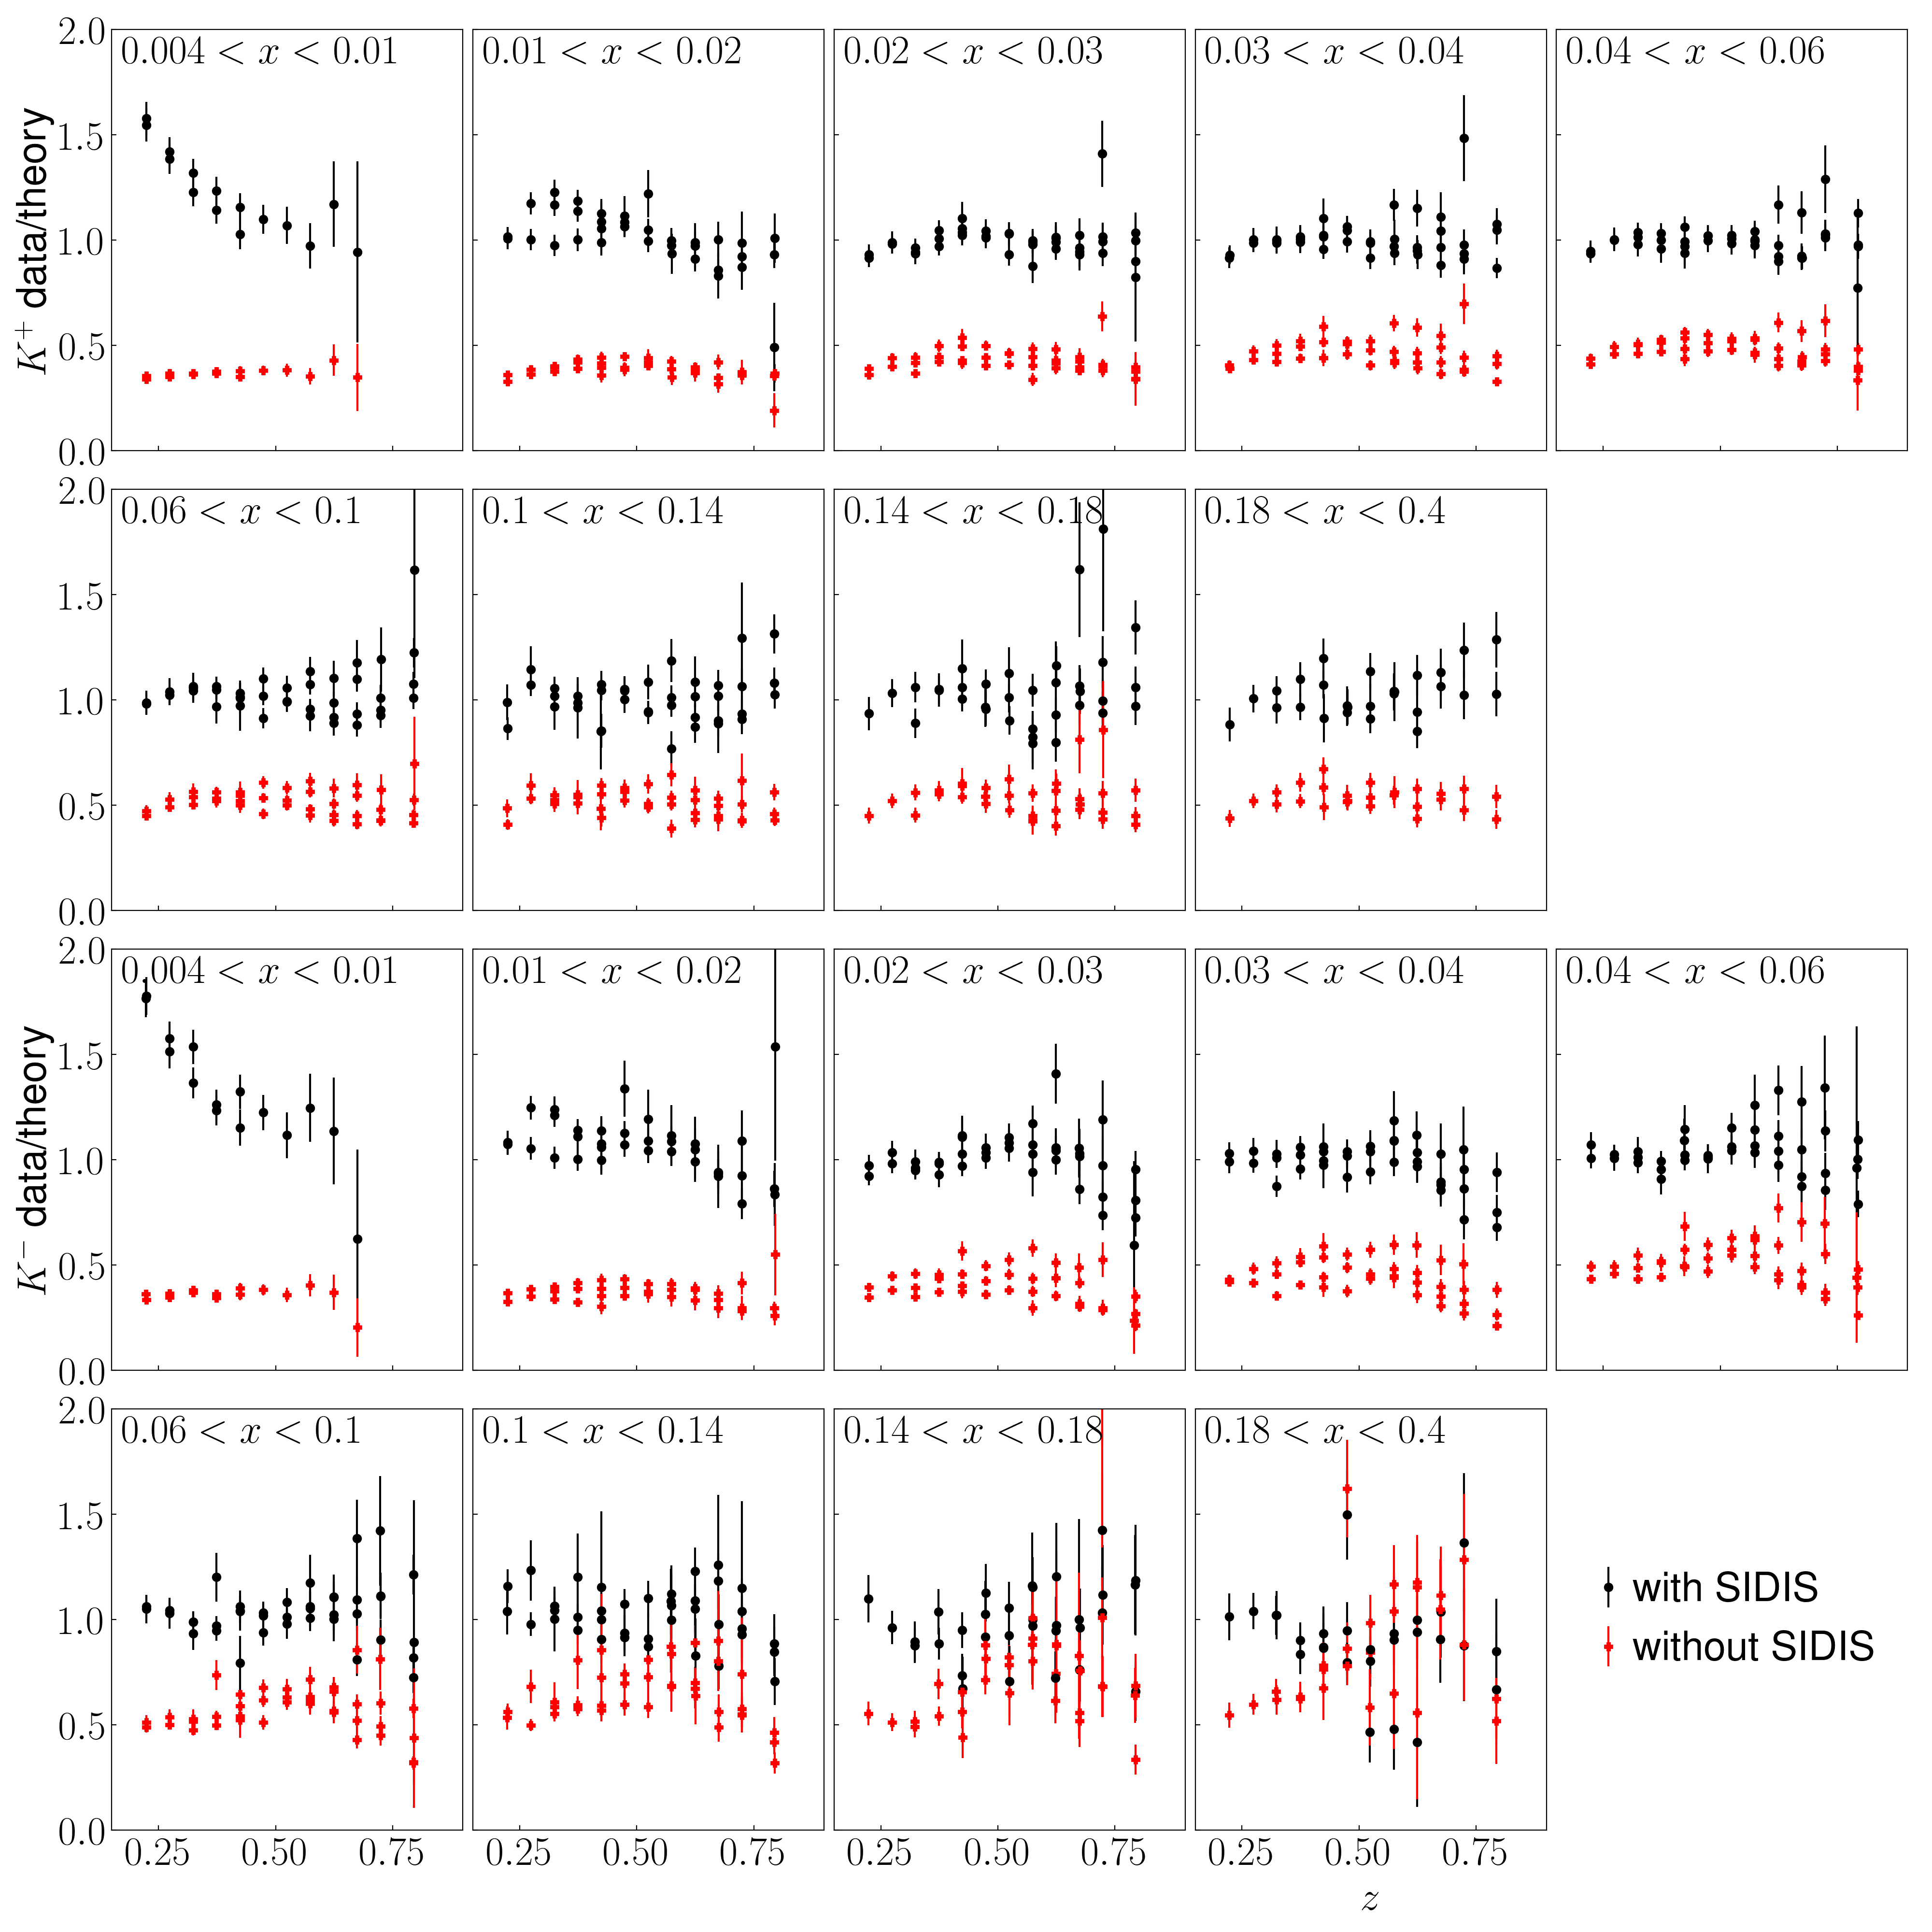 2.0
0.004 < x < 0.01
0.01 < x < 0.02
0.02 < x < 0.03
0.03 < x < 0.04
0.04 < x < 0.06
1.5
1.0
0.5
0.0
K⁺ data/theory
2.0
0.06 < x < 0.1
0.1 < x < 0.14
0.14 < x < 0.18
0.18 < x < 0.4
1.5
1.0
0.5
0.0
2.0
0.004 < x < 0.01
0.01 < x < 0.02
0.02 < x < 0.03
0.03 < x < 0.04
0.04 < x < 0.06
1.5
1.0
0.5
0.0
K⁻ data/theory
2.0
0.06 < x < 0.1
0.1 < x < 0.14
0.14 < x < 0.18
0.18 < x < 0.4
1.5
1.0
0.5
0.0
with SIDIS
without SIDIS
0.25 0.50 0.75
0.25 0.50 0.75
0.25 0.50 0.75
0.25 0.50 0.75
z